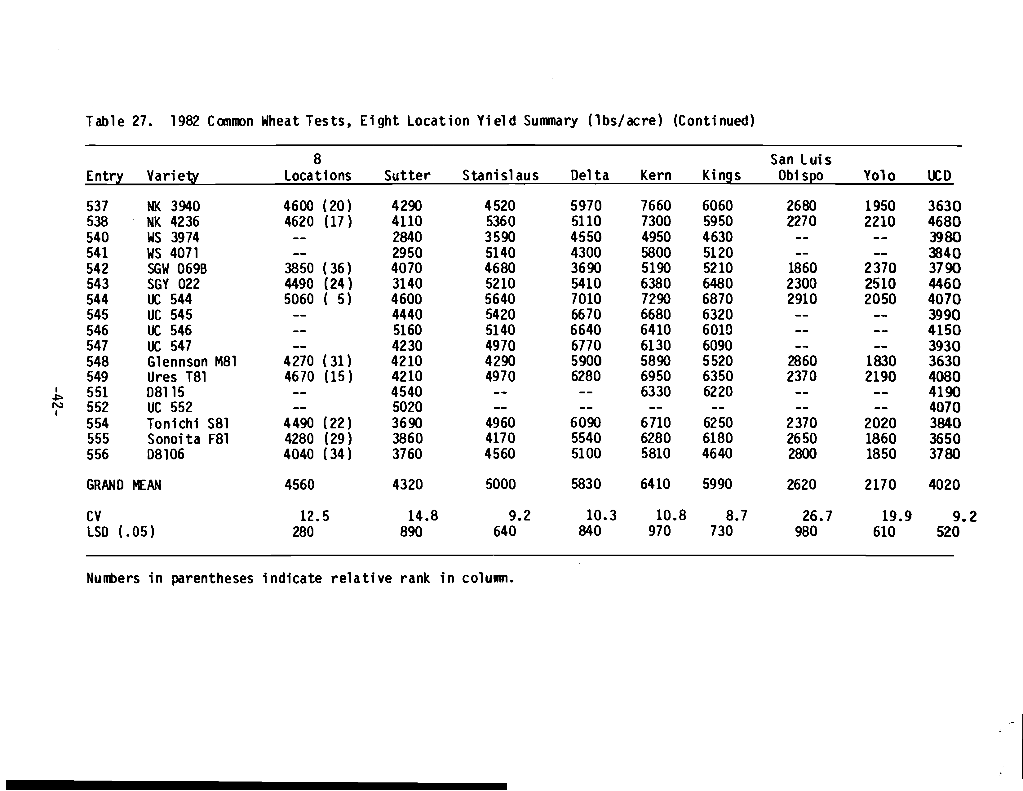 Table 27. 1982 Common Wheat Tests, Eight Location Yield Summary (lbs/acre) (Continued)
8 San Luis
Entry Variety Locations Sutter Stanislaus Delta Kern Kings Obispo Yolo UCD
537 NK 3940 4600 (20) 4290 4520 5970 7660 6060 2680 1950 3630
538 NK 4236 4620 (17) 4110 5360 5110 7300 5950 2270 2210 4680
540 WS 3974 -- 2840 3590 4550 4950 4630 -- -- 3980
541 WS 4071 -- 2950 5140 4300 5800 5120 -- -- 3840
542 SGW 069B 3850 (36) 4070 4680 3690 5190 5210 1860 2370 3790
543 SGY 022 4490 (24) 3140 5210 5410 6380 6480 2300 2510 4460
544 UC 544 5060 ( 5) 4600 5640 7010 7290 6870 2910 2050 4070
545 UC 545 -- 4440 5420 6670 6680 6320 -- -- 3990
546 UC 546 -- 5160 5140 6640 6410 6010 -- -- 4150
547 UC 547 -- 4230 4970 6770 6130 6090 -- -- 3930
548 Glennson M81 4270 (31) 4210 4290 5900 5890 5520 2860 1830 3630
549 Ures T81 4670 (15) 4210 4970 6280 6950 6350 2370 2190 4080
551 D8115 -- 4540 -- -- 6330 6220 -- -- 4190
552 UC 552 -- 5020 -- -- -- -- -- -- 4070
554 Tonichi S81 4490 (22) 3690 4960 6090 6710 6250 2370 2020 3840
555 Sonoita F81 4280 (29) 3860 4170 5540 6280 6180 2650 1860 3650
556 D8106 4040 (34) 3760 4560 5100 5810 4640 2800 1850 3780
GRAND MEAN 4560 4320 5000 5830 6410 5990 2620 2170 4020
CV 12.5 14.8 9.2 10.3 10.8 8.7 26.7 19.9 9.2
LSD (.05) 280 890 640 840 970 730 980 610 520
Numbers in parentheses indicate relative rank in column.
-42-